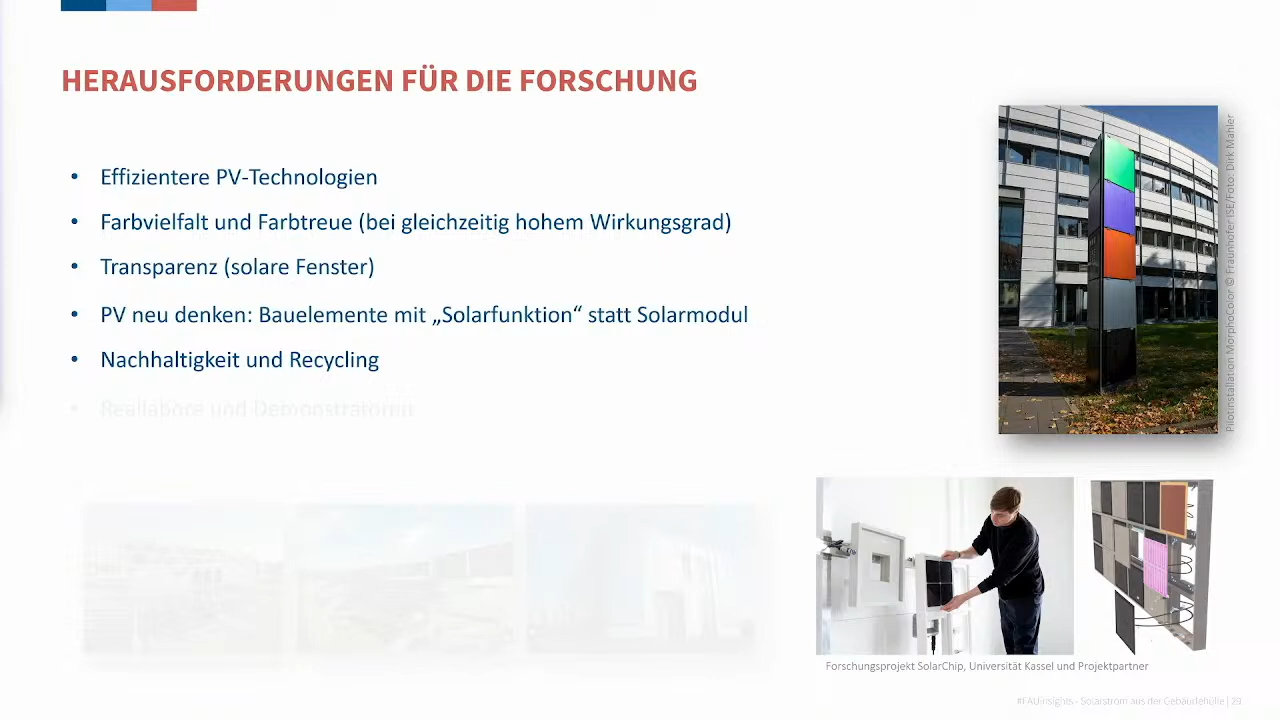 HERAUSFORDERUNGEN FÜR DIE FORSCHUNG
• Effizientere PV-Technologien
• Farbvielfalt und Farbtreue (bei gleichzeitig hohem Wirkungsgrad)
• Transparenz (solare Fenster)
• PV neu denken: Bauelemente mit „Solarfunktion“ statt Solarmodul
• Nachhaltigkeit und Recycling
• Reallabore und Demonstratoren
Pilotinstallation MorphoColor © Fraunhofer ISE/Foto: Dirk Mahler
Forschungsprojekt SolarChip, Universität Kassel und Projektpartner
#FAUinsights - Solarstrom aus der Gebäudehülle | 29